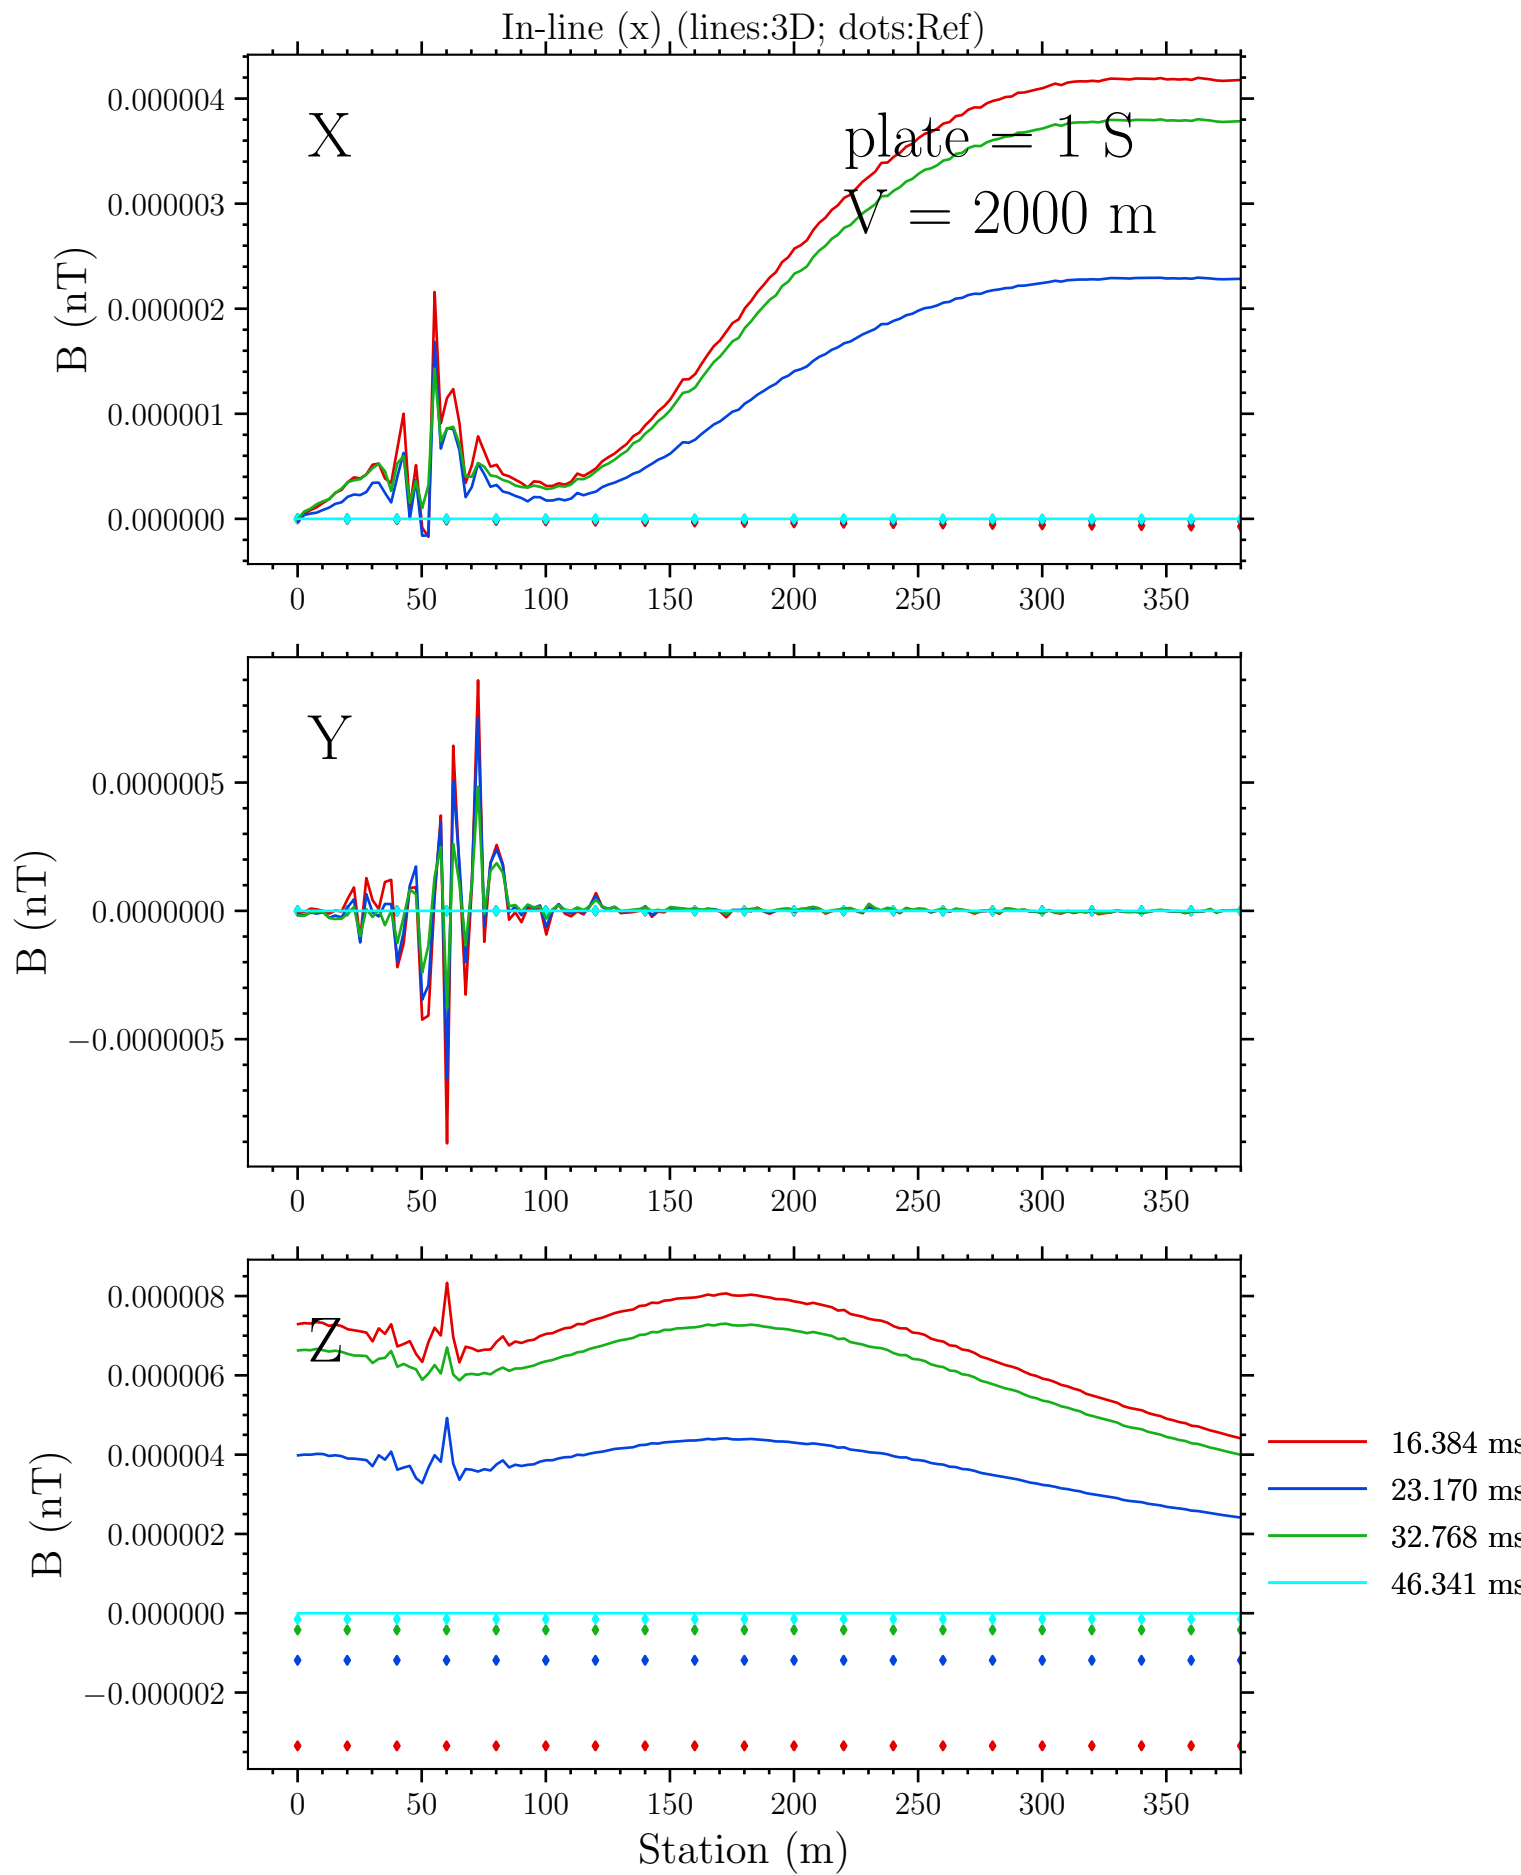 In-line (x) (lines:3D; dots:Ref)
X
plate = 1 S
V = 2000 m
B (nT)
0.000004
0.000003
0.000002
0.000001
0.000000
0 50 100 150 200 250 300 350
Y
B (nT)
0.0000005
0.0000000
−0.0000005
0 50 100 150 200 250 300 350
Z
B (nT)
0.000008
0.000006
0.000004
0.000002
0.000000
−0.000002
0 50 100 150 200 250 300 350
Station (m)
16.384 ms
23.170 ms
32.768 ms
46.341 ms